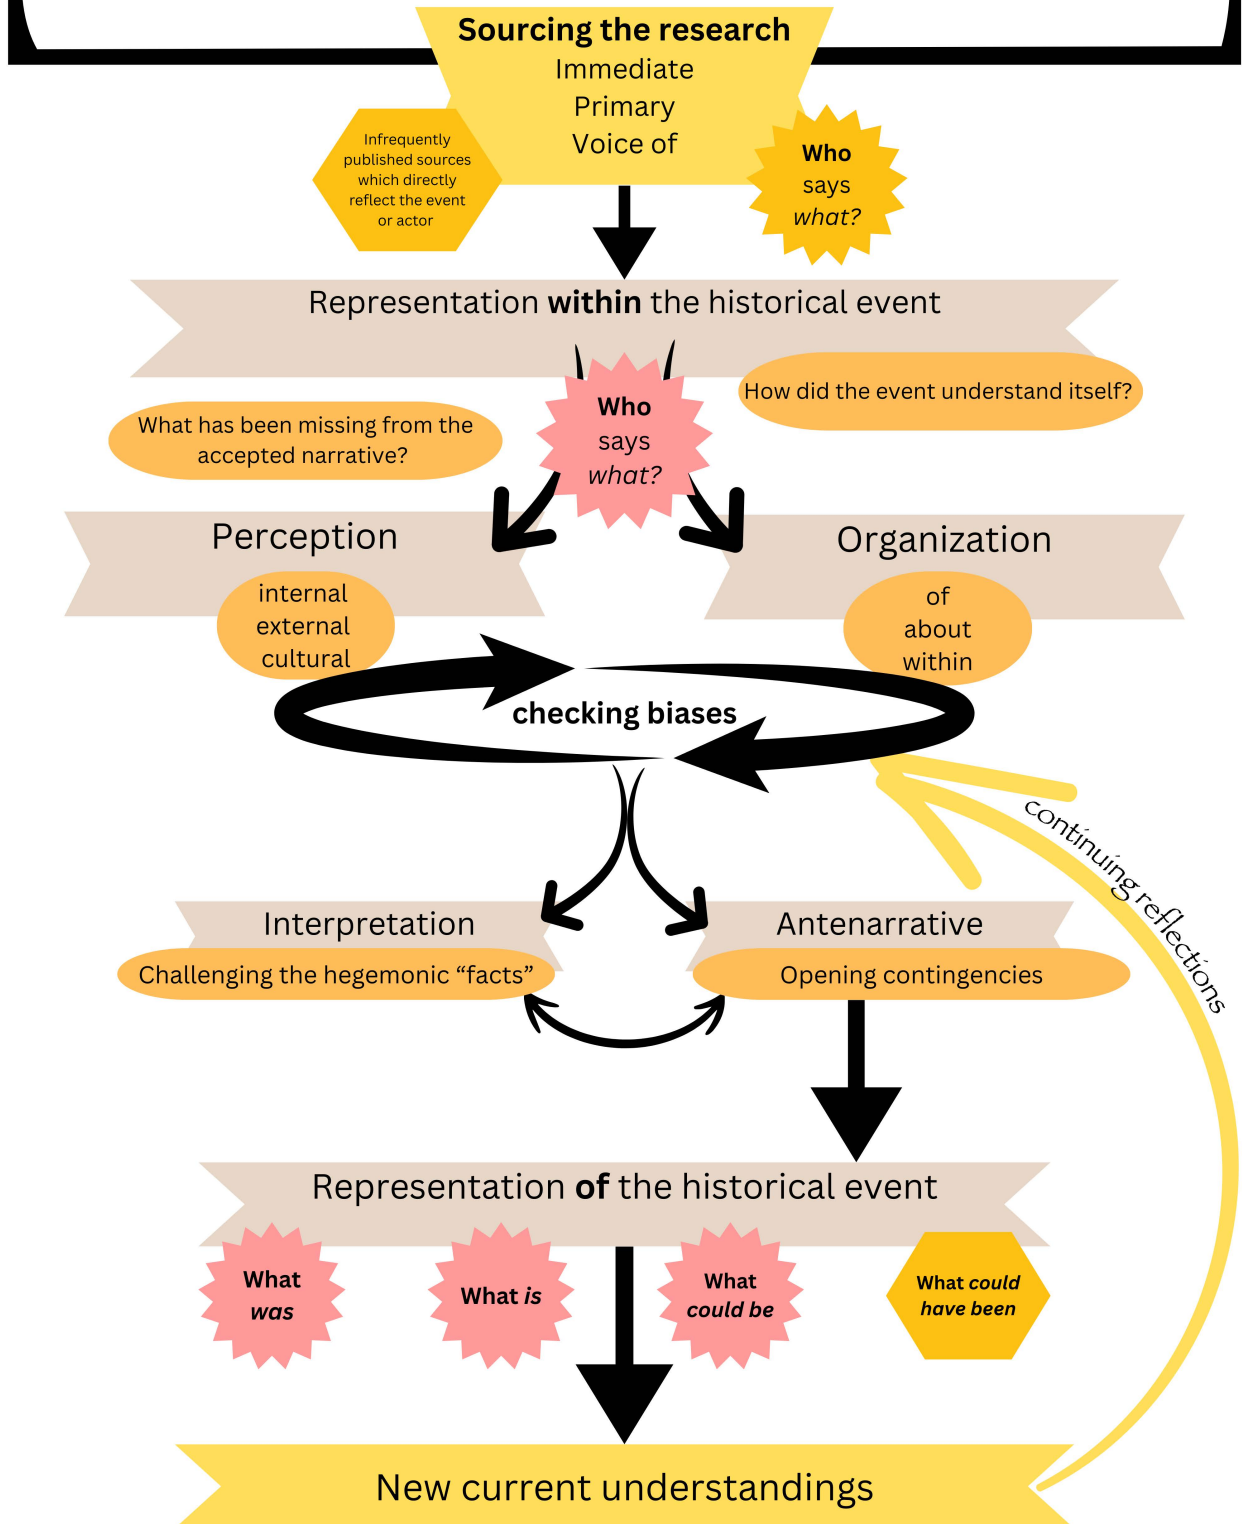 Sourcing the research
Immediate
Primary
Voice of
Infrequently
published sources
which directly
reflect the event
or actor
Who
says
what?
Representation within the historical event
How did the event understand itself?
What has been missing from the
accepted narrative?
Who
says
what?
Perception
internal
external
cultural
Organization
of
about
within
checking biases
continuing reflections
Interpretation
Challenging the hegemonic “facts”
Antenarrative
Opening contingencies
Representation of the historical event
What
was
What is
What
could be
What could
have been
New current understandings